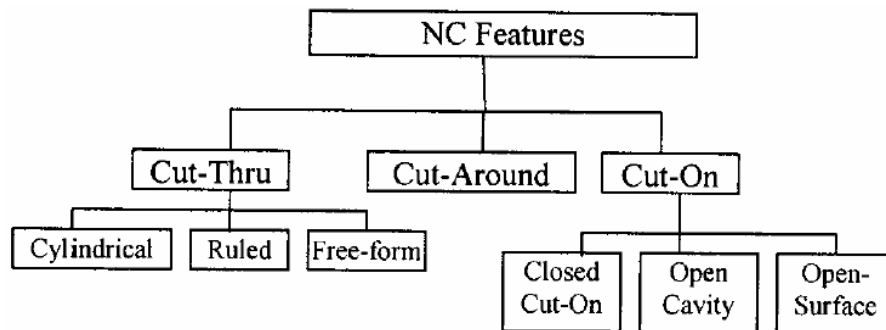 NC Features
Cut-Thru
Cut-Around
Cut-On
Cylindrical
Ruled
Free-form
Closed
Cut-On
Open
Cavity
Open-
Surface